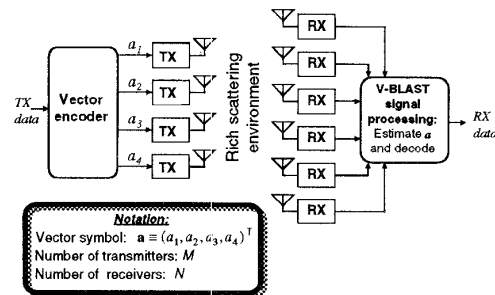 TX data
Vector encoder
a₁
a₂
a₃
a₄
TX
TX
TX
TX
Rich scattering environment
RX
RX
RX
RX
RX
RX
V-BLAST
signal
processing:
Estimate a
and decode
RX
data
Notation:
Vector symbol: a ≡ (a₁, a₂, a₃, a₄)ᵀ
Number of transmitters: M
Number of receivers: N